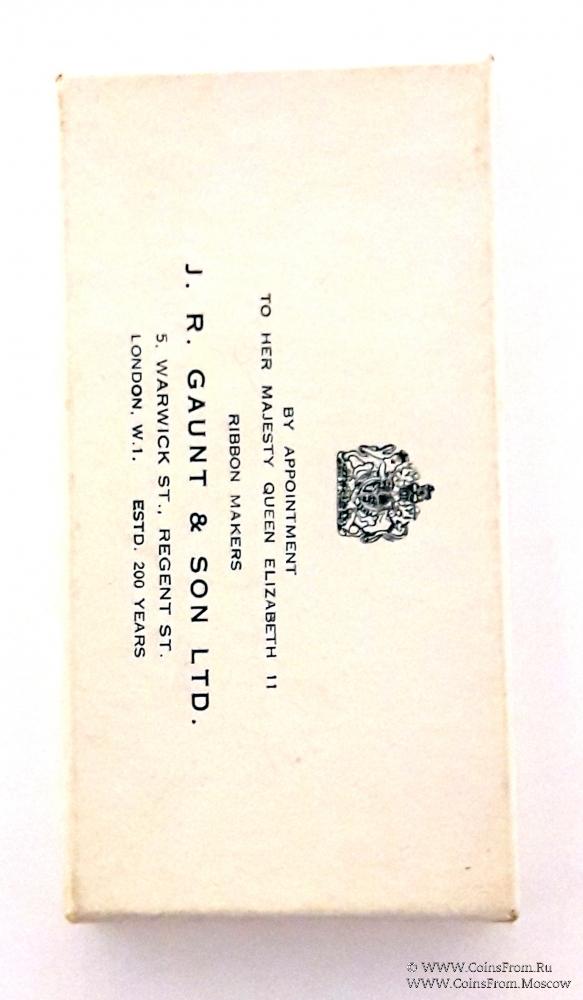 BY APPOINTMENT
TO HER MAJESTY QUEEN ELIZABETH 11
RIBBON MAKERS
J. R. GAUNT & SON LTD.
5. WARWICK ST., REGENT ST.
LONDON, W.1. ESTD. 200 YEARS
© WWW.CoinsFrom.Ru
WWW.CoinsFrom.Moscow